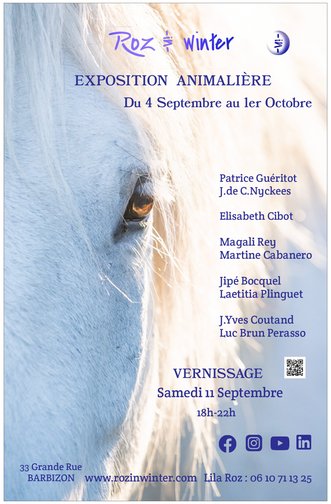 Roz in winter
EXPOSITION ANIMALIÈRE
Du 4 Septembre au 1er Octobre
Patrice Guéritot
J.de C.Nyckees
Elisabeth Cibot
Magali Rey
Martine Cabanero
Jipé Bocquel
Laetitia Plinguet
J.Yves Coutand
Luc Brun Perasso
VERNISSAGE
Samedi 11 Septembre
18h-22h
33 Grande Rue
BARBIZON www.rozinwinter.com Lila Roz : 06 10 71 13 25